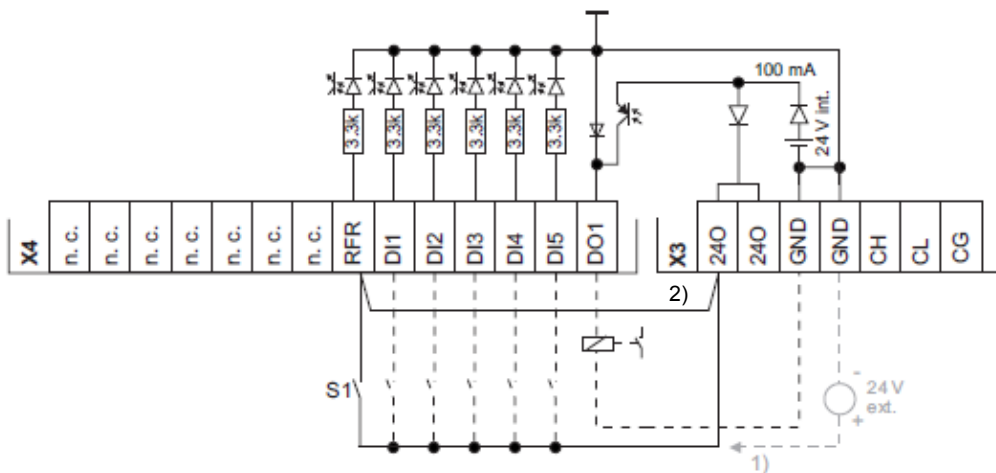 100 mA
3.3k
3.3k
3.3k
3.3k
3.3k
3.3k
24 V int.
X4
n. c.
n. c.
n. c.
n. c.
n. c.
n. c.
n. c.
RFR
DI1
DI2
DI3
DI4
DI5
DO1
X3
24O
24O
GND
GND
CH
CL
CG
2)
S1
-
24 V
ext.
+
1)